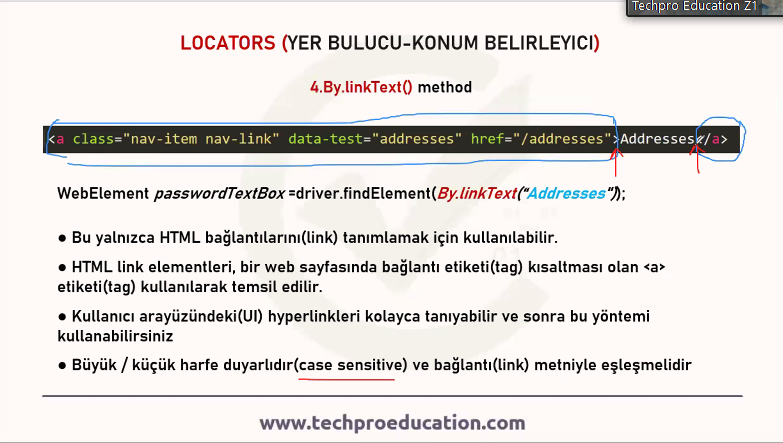 Techpro Education Z1
LOCATORS (YER BULUCU-KONUM BELIRLEYICI)
4.By.linkText() method
<a class="nav-item nav-link" data-test="addresses" href="/addresses">Addresses</a>
WebElement passwordTextBox =driver.findElement(By.linkText("Addresses"));
● Bu yalnızca HTML bağlantılarını(link) tanımlamak için kullanılabilir.
● HTML link elementleri, bir web sayfasında bağlantı etiketi(tag) kısaltması olan <a>
etiketi(tag) kullanılarak temsil edilir.
● Kullanıcı arayüzündeki(UI) hyperlinkleri kolayca tanıyabilir ve sonra bu yöntemi
kullanabilirsiniz
● Büyük / küçük harfe duyarlıdır(case sensitive) ve bağlantı(link) metniyle eşleşmelidir
www.techproeducation.com